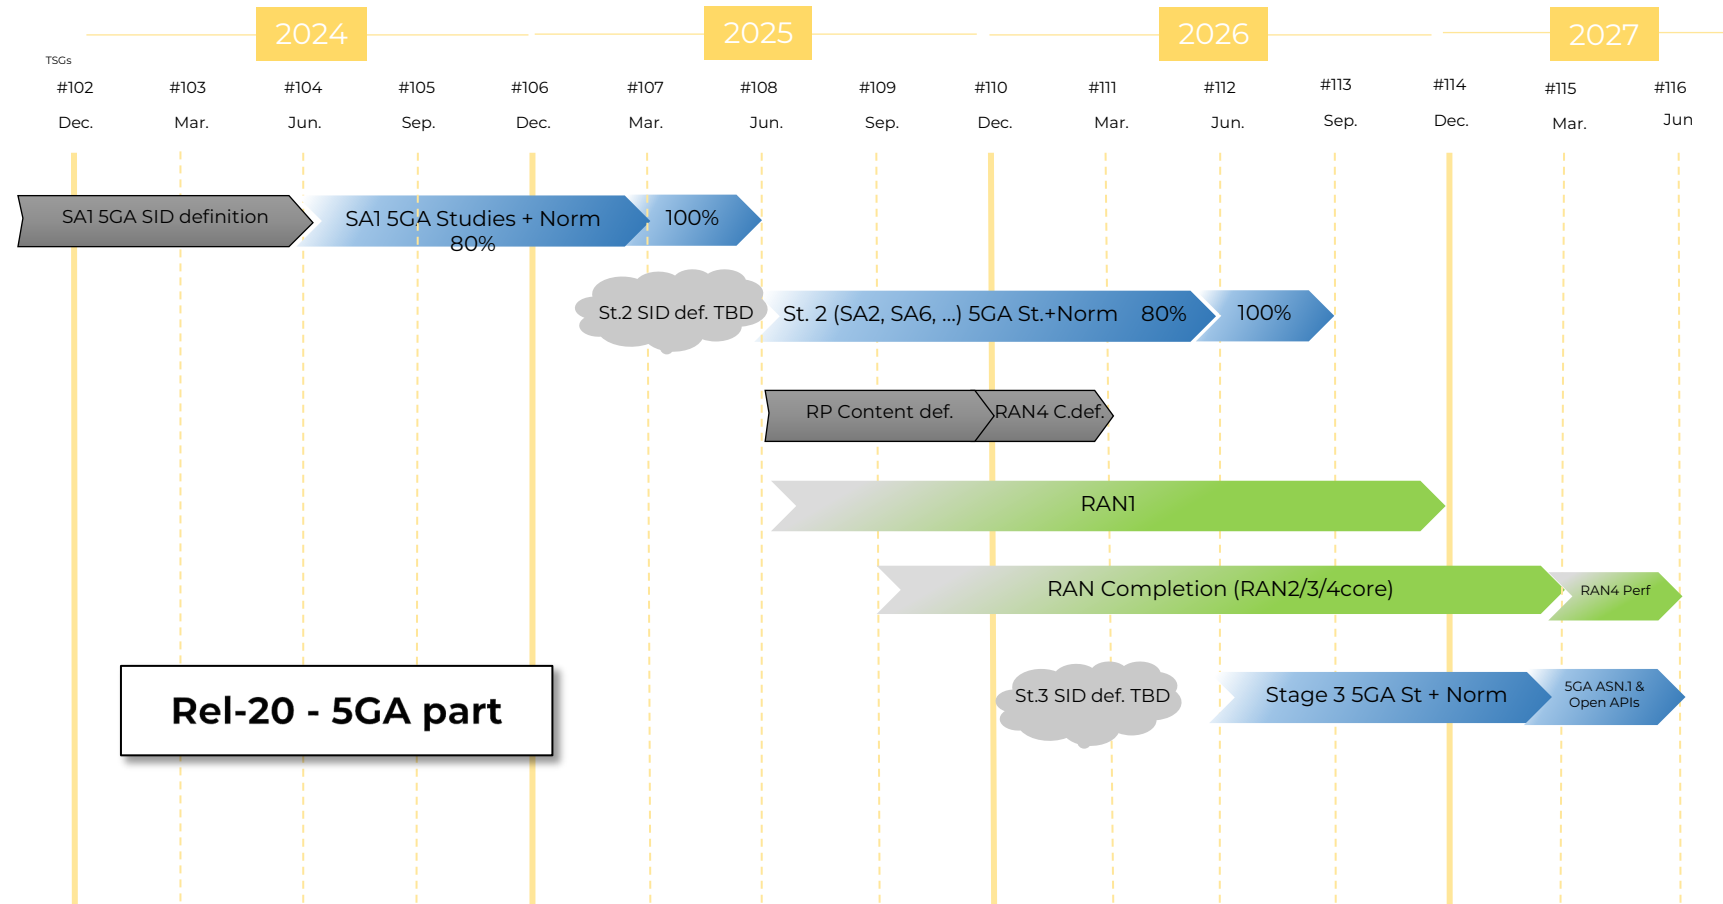 2024 2025 2026 2027
TSGs
#102 #103 #104 #105 #106 #107 #108 #109 #110 #111 #112 #113 #114 #115 #116
Dec. Mar. Jun. Sep. Dec. Mar. Jun. Sep. Dec. Mar. Jun. Sep. Dec. Mar. Jun
SA1 5GA SID definition
SA1 5GA Studies + Norm
80%
100%
St.2 SID def. TBD
St. 2 (SA2, SA6, ...) 5GA St.+Norm 80%
100%
RP Content def.
RAN4 C.def.
RAN1
RAN Completion (RAN2/3/4core)
RAN4 Perf
St.3 SID def. TBD
Stage 3 5GA St + Norm
5GA ASN.1 &
Open APIs
Rel-20 - 5GA part